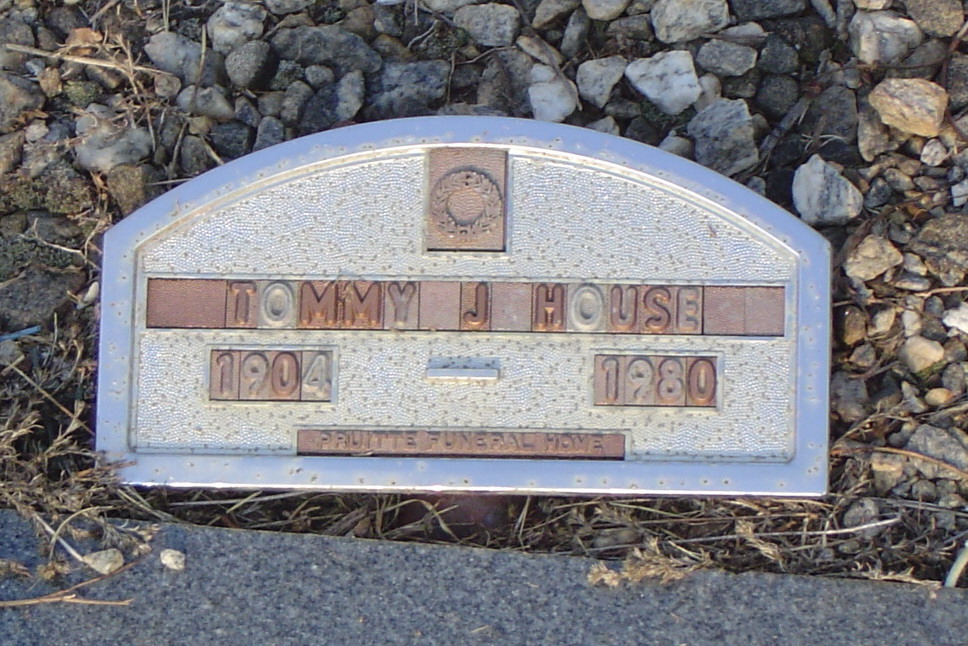 TOMMY J HOUSE
1904 - 1980
PRUITTE FUNERAL HOME